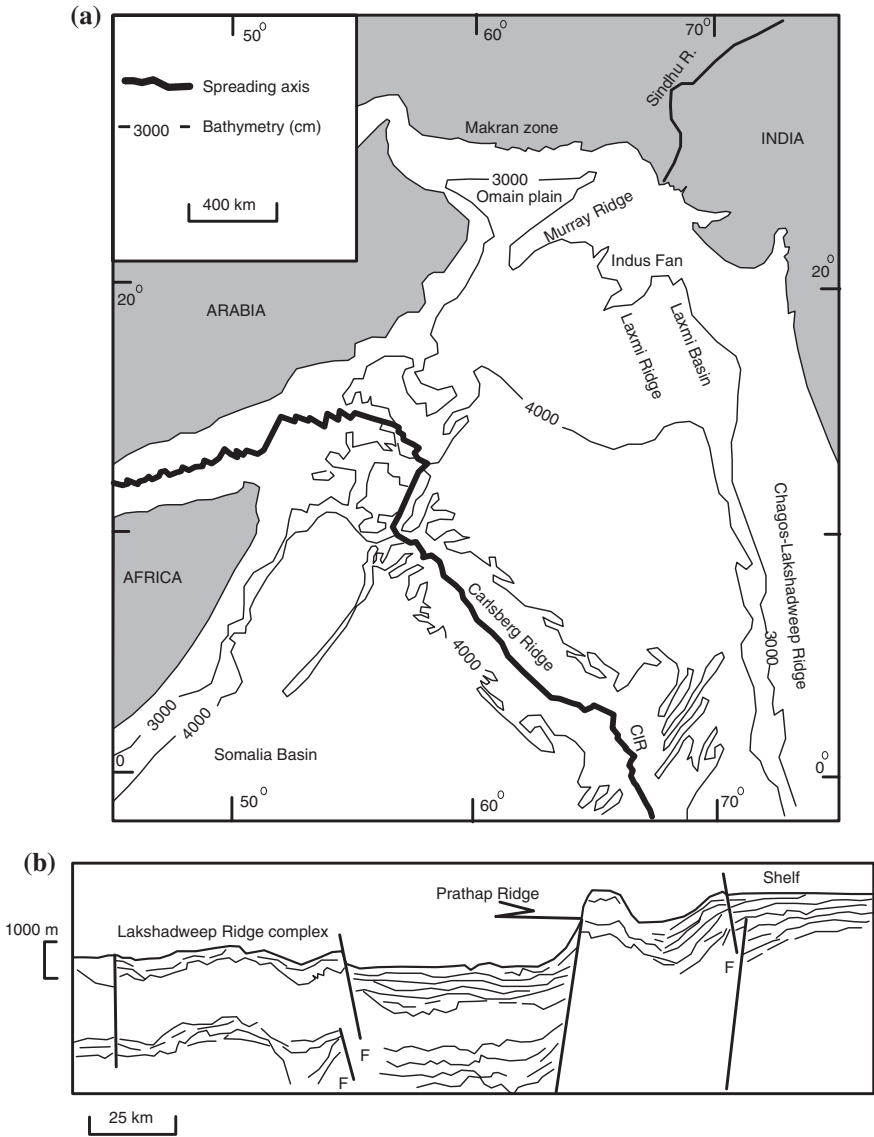 (a)
50°
60°
70°
Spreading axis
3000 Bathymetry (cm)
400 km
Sindhu R.
Makran zone
INDIA
3000
Omain plain
Murray Ridge
Indus Fan
20°
20°
ARABIA
Laxmi Ridge
Laxmi Basin
4000
Chagos-Lakshadweep Ridge
AFRICA
Carlsberg Ridge
4000
3000
3000
4000
CIR
Somalia Basin
0°
0°
50°
60°
70°
(b)
Shelf
Prathap Ridge
1000 m
Lakshadweep Ridge complex
F
F
F
25 km